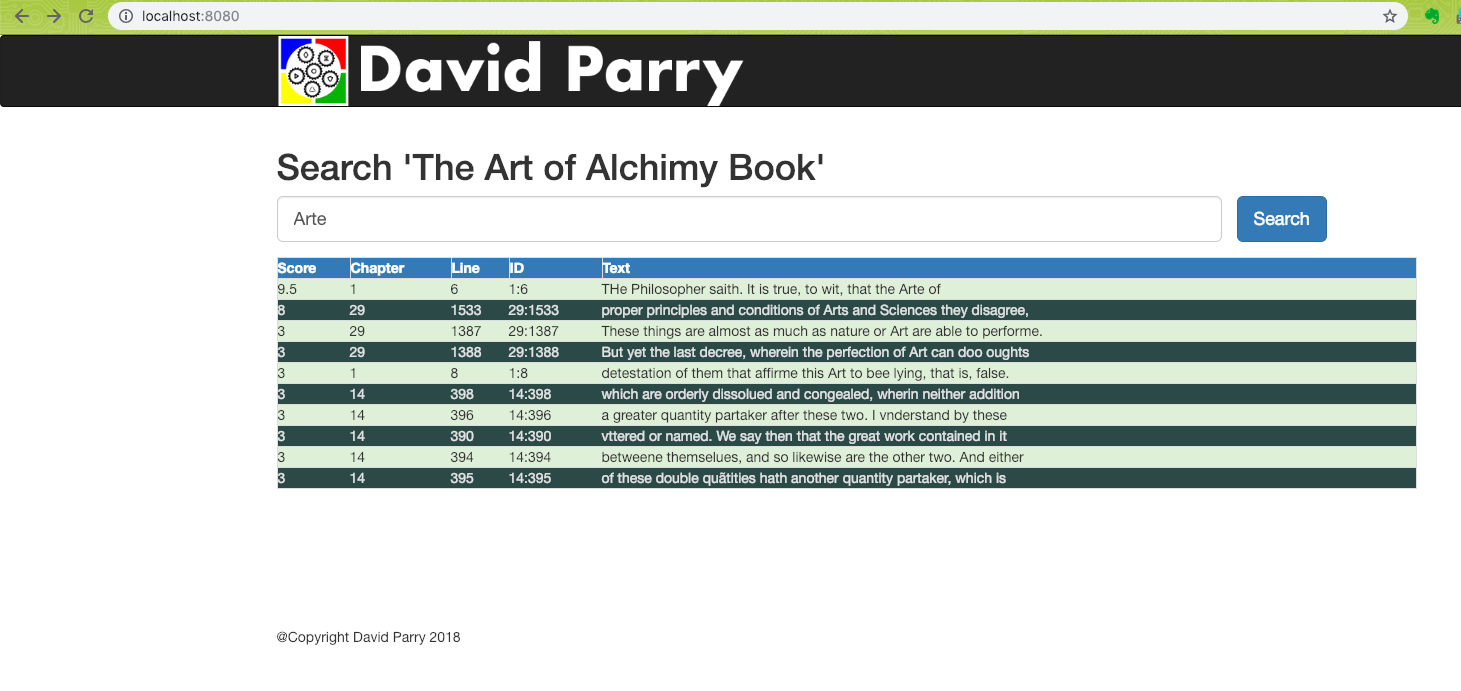 localhost:8080
David Parry
Search 'The Art of Alchimy Book'
Arte Search
Score Chapter Line ID Text
9.5 1 6 1:6 THe Philosopher saith. It is true, to wit, that the Arte of
8 29 1533 29:1533 proper principles and conditions of Arts and Sciences they disagree,
3 29 1387 29:1387 These things are almost as much as nature or Art are able to performe.
3 29 1388 29:1388 But yet the last decree, wherein the perfection of Art can doo oughts
3 1 8 1:8 detestation of them that affirme this Art to bee lying, that is, false.
3 14 398 14:398 which are orderly dissolued and congealed, wherin neither addition
3 14 396 14:396 a greater quantity partaker after these two. I vnderstand by these
3 14 390 14:390 vttered or named. We say then that the great work contained in it
3 14 394 14:394 betweene themselues, and so likewise are the other two. And either
3 14 395 14:395 of these double quãtities hath another quantity partaker, which is
@Copyright David Parry 2018